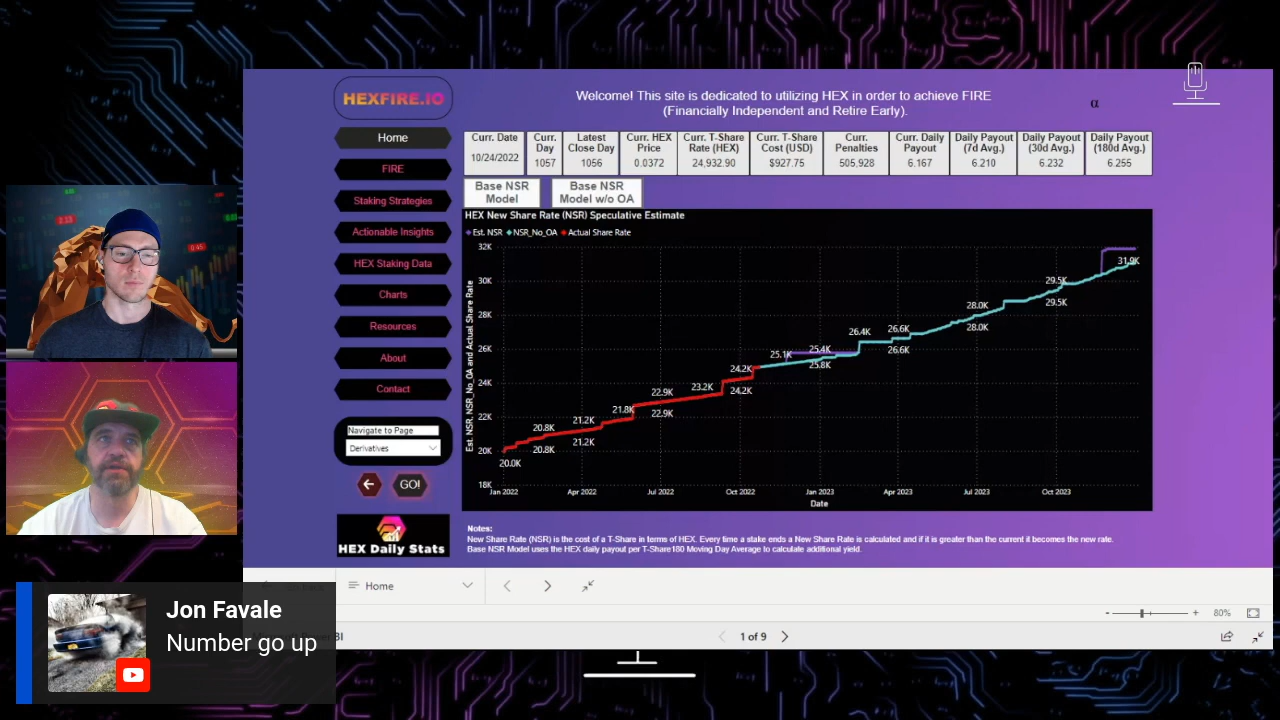 HEXFIRE.IO
Welcome! This site is dedicated to utilizing HEX in order to achieve FIRE
(Financially Independent and Retire Early).
α
Home
FIRE
Staking Strategies
Actionable Insights
HEX Staking Data
Charts
Resources
About
Contact
Navigate to Page
Derivatives
GO!
HEX Daily Stats
Curr. Date
10/24/2022
Curr. Day
1057
Latest Close Day
1056
Curr. HEX Price
0.0372
Curr. T-Share Rate (HEX)
24,932.90
Curr. T-Share Cost (USD)
$927.75
Curr. Penalties
505,928
Curr. Daily Payout
6.167
Daily Payout (7d Avg.)
6.210
Daily Payout (30d Avg.)
6.232
Daily Payout (180d Avg.)
6.255
Base NSR Model
Base NSR Model w/o OA
HEX New Share Rate (NSR) Speculative Estimate
Est. NSR NSR_No_OA Actual Share Rate
Est. NSR, NSR_No_OA and Actual Share Rate
32K
30K
28K
26K
24K
22K
20K
18K
20.0K
20.8K
20.8K
21.2K
21.2K
21.8K
22.9K
22.9K
23.2K
24.2K
24.2K
25.1K
25.4K
25.8K
26.4K
26.6K
26.6K
28.0K
28.0K
29.5K
29.5K
31.9K
Jan 2022 Apr 2022 Jul 2022 Oct 2022 Jan 2023 Apr 2023 Jul 2023 Oct 2023
Date
Notes:
New Share Rate (NSR) is the cost of a T-Share in terms of HEX. Every time a stake ends a New Share Rate is calculated and if it is greater than the current it becomes the new rate.
Base NSR Model uses the HEX daily payout per T-Share180 Moving Day Average to calculate additional yield.
Home
- + 80%
BI
1 of 9
Jon Favale
Number go up